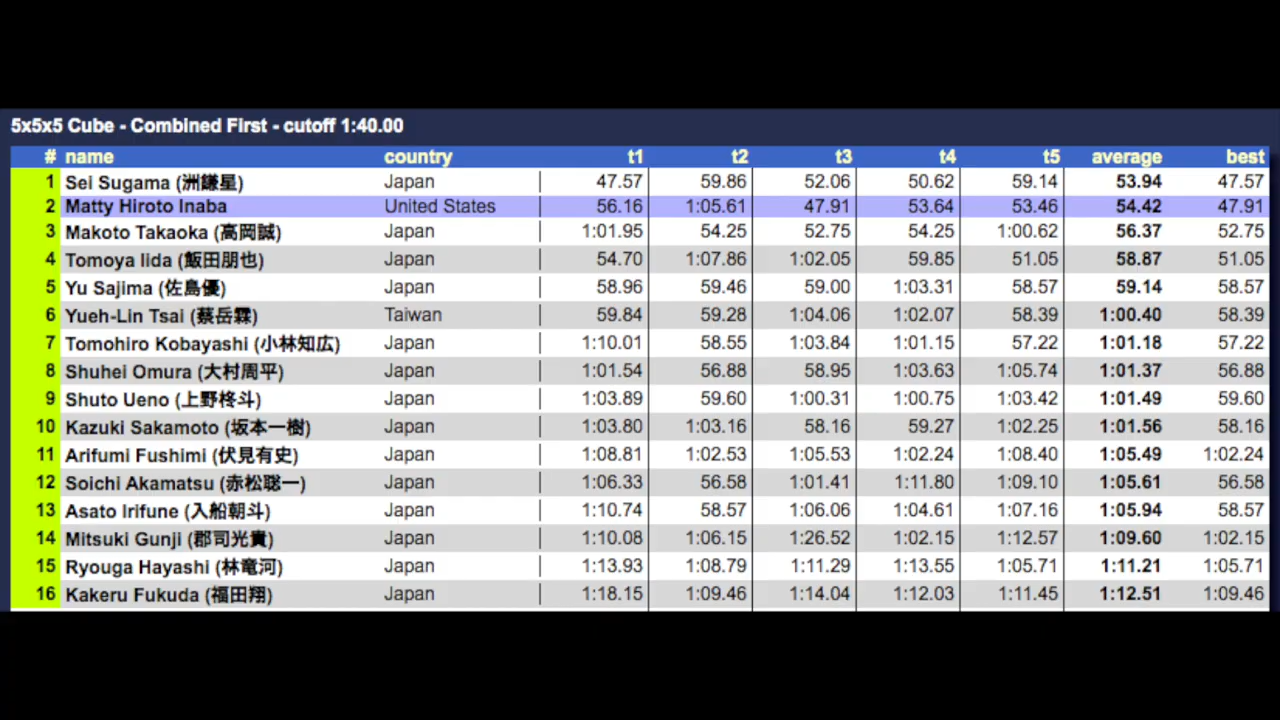 5x5x5 Cube - Combined First - cutoff 1:40.00
# name country t1 t2 t3 t4 t5 average best
1 Sei Sugama (洲鎌星) Japan 47.57 59.86 52.06 50.62 59.14 53.94 47.57
2 Matty Hiroto Inaba United States 56.16 1:05.61 47.91 53.64 53.46 54.42 47.91
3 Makoto Takaoka (高岡誠) Japan 1:01.95 54.25 52.75 54.25 1:00.62 56.37 52.75
4 Tomoya Iida (飯田朋也) Japan 54.70 1:07.86 1:02.05 59.85 51.05 58.87 51.05
5 Yu Sajima (佐島優) Japan 58.96 59.46 59.00 1:03.31 58.57 59.14 58.57
6 Yueh-Lin Tsai (蔡岳霖) Taiwan 59.84 59.28 1:04.06 1:02.07 58.39 1:00.40 58.39
7 Tomohiro Kobayashi (小林知広) Japan 1:10.01 58.55 1:03.84 1:01.15 57.22 1:01.18 57.22
8 Shuhei Omura (大村周平) Japan 1:01.54 56.88 58.95 1:03.63 1:05.74 1:01.37 56.88
9 Shuto Ueno (上野柊斗) Japan 1:03.89 59.60 1:00.31 1:00.75 1:03.42 1:01.49 59.60
10 Kazuki Sakamoto (坂本一樹) Japan 1:03.80 1:03.16 58.16 59.27 1:02.25 1:01.56 58.16
11 Arifumi Fushimi (伏見有史) Japan 1:08.81 1:02.53 1:05.53 1:02.24 1:08.40 1:05.49 1:02.24
12 Soichi Akamatsu (赤松聡一) Japan 1:06.33 56.58 1:01.41 1:11.80 1:09.10 1:05.61 56.58
13 Asato Irifune (入船朝斗) Japan 1:10.74 58.57 1:06.06 1:04.61 1:07.16 1:05.94 58.57
14 Mitsuki Gunji (郡司光貴) Japan 1:10.08 1:06.15 1:26.52 1:02.15 1:12.57 1:09.60 1:02.15
15 Ryouga Hayashi (林竜河) Japan 1:13.93 1:08.79 1:11.29 1:13.55 1:05.71 1:11.21 1:05.71
16 Kakeru Fukuda (福田翔) Japan 1:18.15 1:09.46 1:14.04 1:12.03 1:11.45 1:12.51 1:09.46